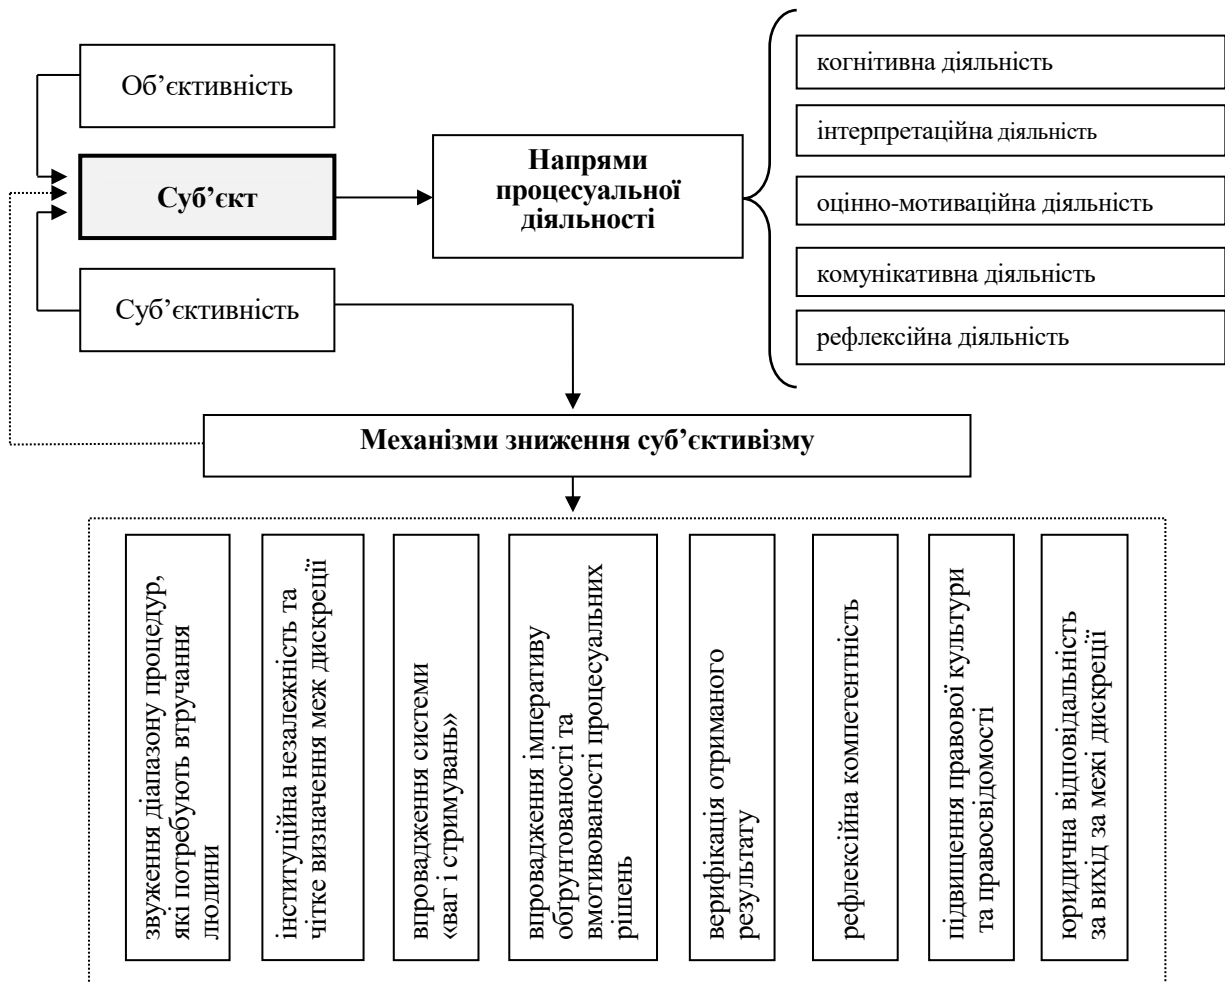 Об’єктивність
Суб’єкт
Суб’єктивність
Напрями
процесуальної
діяльності
когнітивна діяльність
інтерпретаційна діяльність
оцінно-мотиваційна діяльність
комунікативна діяльність
рефлексійна діяльність
Механізми зниження суб’єктивізму
звуження діапазону процедур,
які потребують втручання
людини
інституційна незалежність та
чітке визначення меж дискреції
впровадження системи
«ваг і стримувань»
впровадження імперативу
обґрунтованості та
вмотивованості процесуальних
рішень
верифікація отриманого
результату
рефлексійна компетентність
підвищення правової культури
та правосвідомості
юридична відповідальність
за вихід за межі дискреції